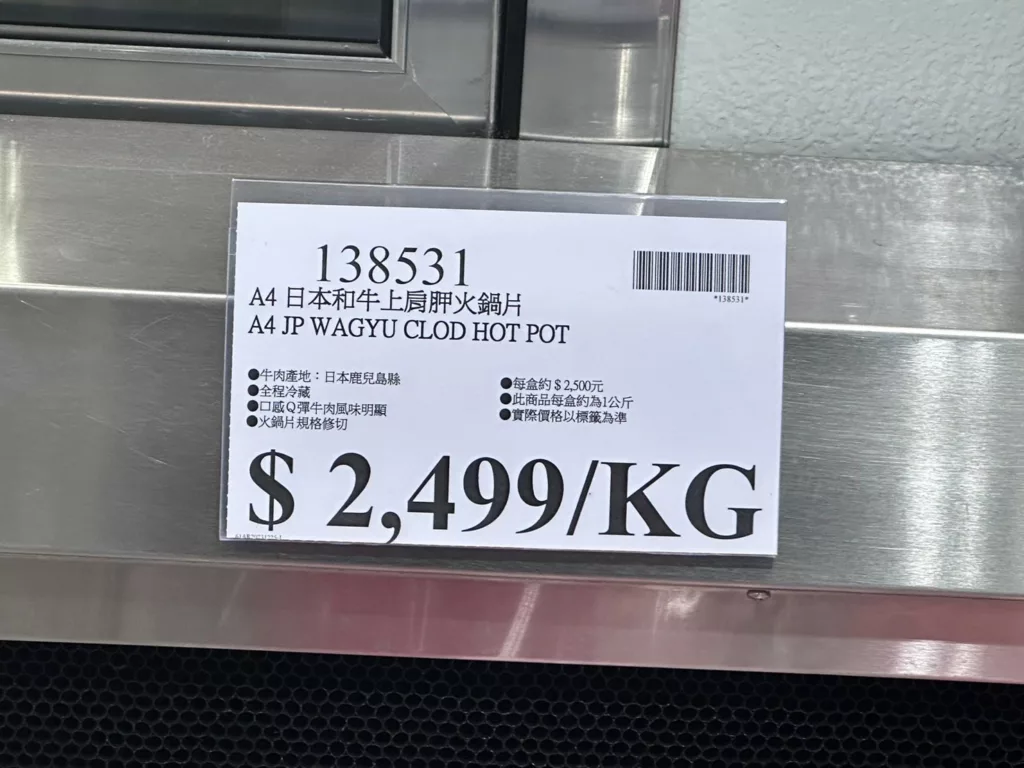 138531
*138531*
A4 日本和牛上肩胛火鍋片
A4 JP WAGYU CLOD HOT POT
●牛肉產地：日本鹿兒島縣
●全程冷藏
●口感Q彈牛肉風味明顯
●火鍋片規格修切
●每盒約 $ 2,500元
●此商品每盒約為1公斤
●實際價格以標籤為準
$ 2,499/KG